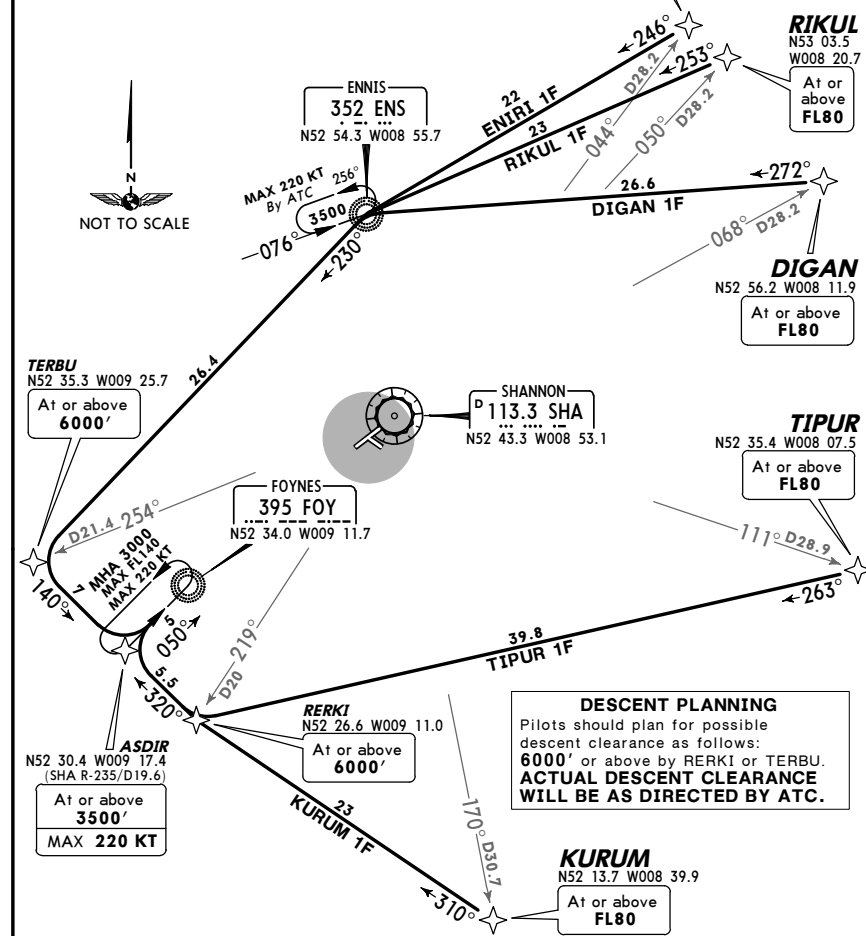 246°
RIKUL
N53 03.5
W008 20.7
At or
above
FL80
253°
D28.2
044°
D28.2
050°
22
ENIRI 1F
23
RIKUL 1F
ENNIS
352 ENS
N52 54.3 W008 55.7
N
NOT TO SCALE
MAX 220 KT
By ATC
256°
3500
076°
230°
272°
26.6
DIGAN 1F
068°
D28.2
DIGAN
N52 56.2 W008 11.9
At or above
FL80
26.4
TERBU
N52 35.3 W009 25.7
At or above
6000'
SHANNON
D 113.3 SHA
N52 43.3 W008 53.1
TIPUR
N52 35.4 W008 07.5
At or above
FL80
FOYNES
395 FOY
N52 34.0 W009 11.7
D21.4
254°
111°
D28.9
MHA 3000
MAX FL140
MAX 220 KT
7
140°
5
050°
263°
39.8
TIPUR 1F
219°
D20
5.5
320°
RERKI
N52 26.6 W009 11.0
At or above
6000'
ASDIR
N52 30.4 W009 17.4
(SHA R-235/D19.6)
At or above
3500'
MAX 220 KT
DESCENT PLANNING
Pilots should plan for possible
descent clearance as follows:
6000' or above by RERKI or TERBU.
ACTUAL DESCENT CLEARANCE
WILL BE AS DIRECTED BY ATC.
23
KURUM 1F
170°
D30.7
310°
KURUM
N52 13.7 W008 39.9
At or above
FL80